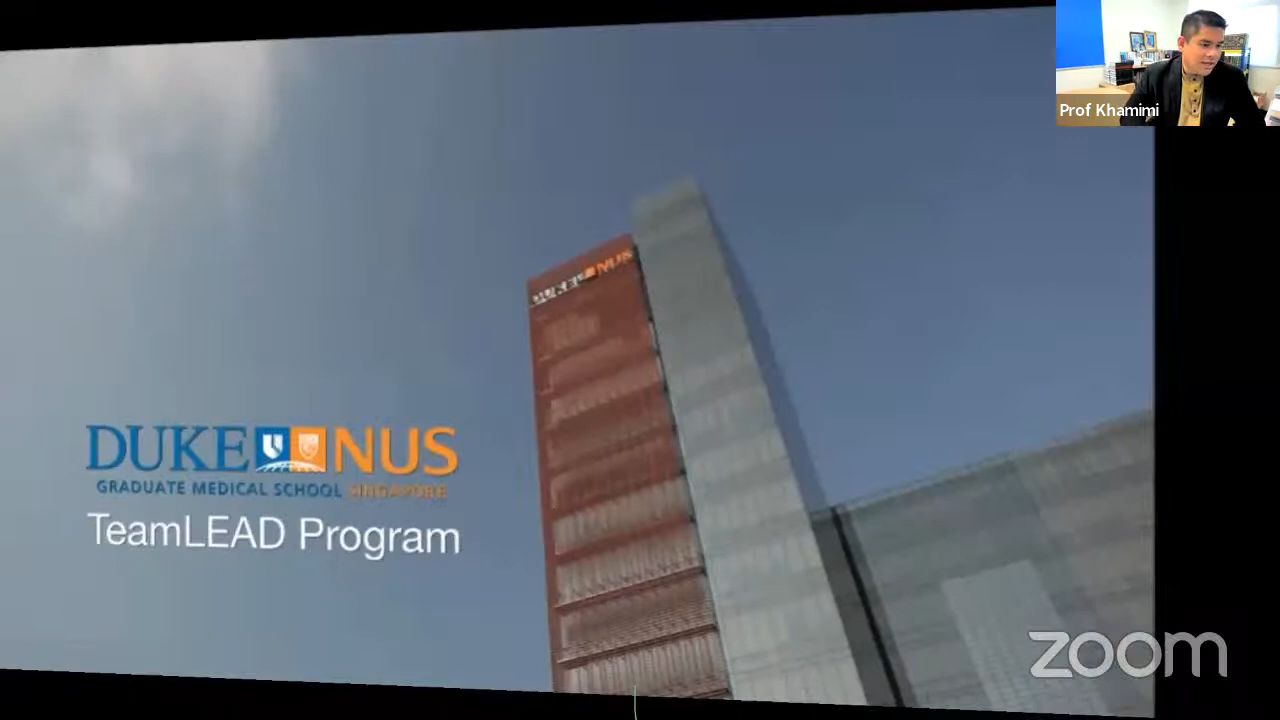 Prof Khamimi
DUKE NUS
DUKE NUS
GRADUATE MEDICAL SCHOOL SINGAPORE
TeamLEAD Program
zoom